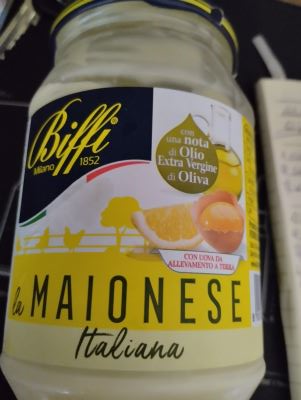 Biffi
Milano 1852
con
una nota
di Olio
Extra Vergine
di Oliva
CON UOVA DA
ALLEVAMENTO A TERRA
la MAIONESE
Italiana